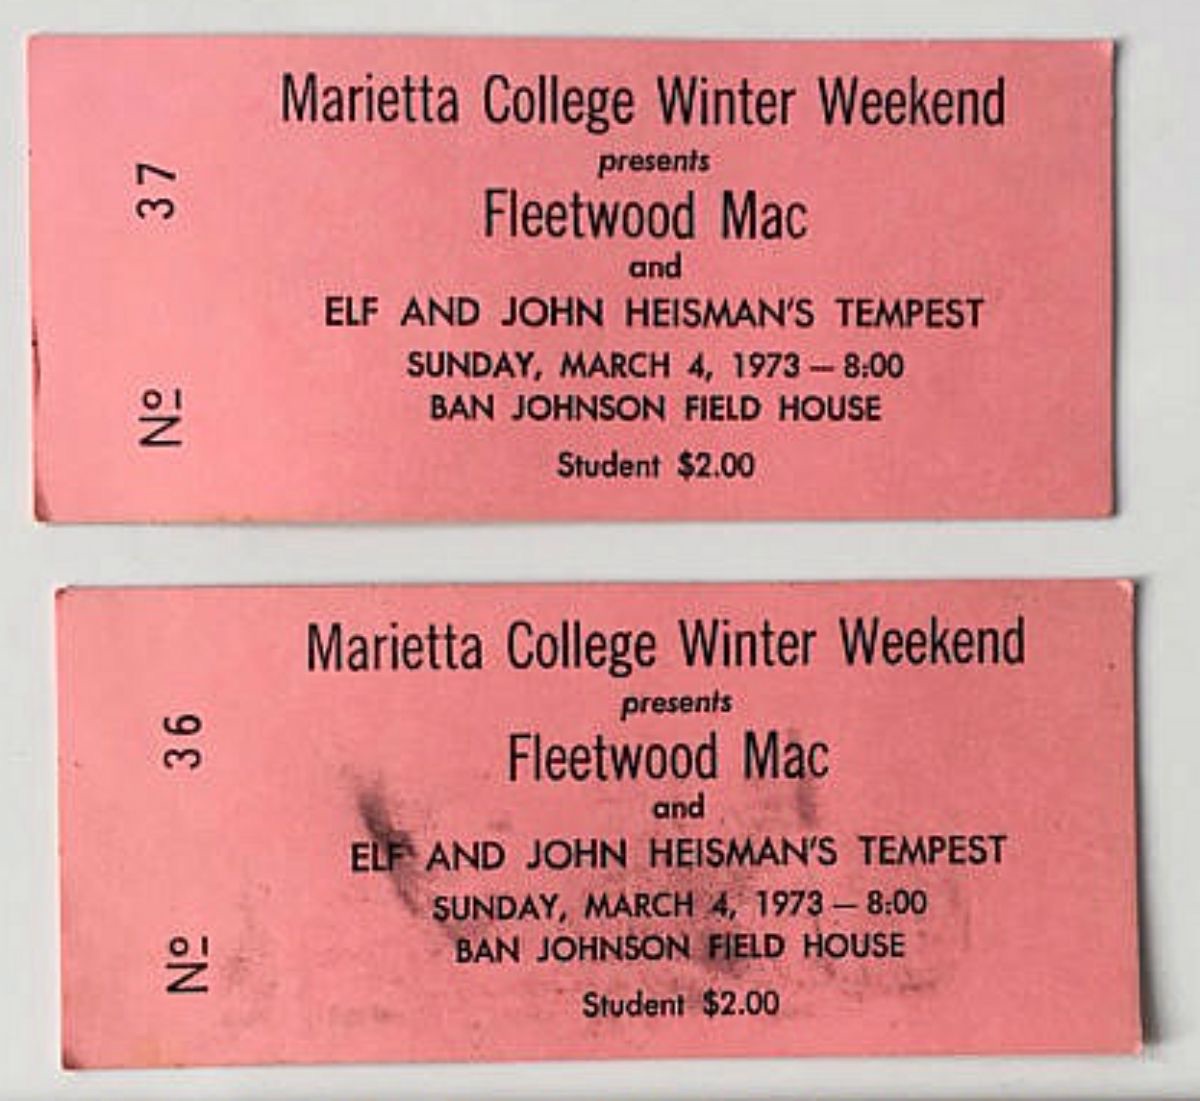 Marietta College Winter Weekend
presents
Fleetwood Mac
and
ELF AND JOHN HEISMAN'S TEMPEST
SUNDAY, MARCH 4, 1973 — 8:00
BAN JOHNSON FIELD HOUSE
Student $2.00
Nº 37
Marietta College Winter Weekend
presents
Fleetwood Mac
and
ELF AND JOHN HEISMAN'S TEMPEST
SUNDAY, MARCH 4, 1973 — 8:00
BAN JOHNSON FIELD HOUSE
Student $2.00
Nº 36